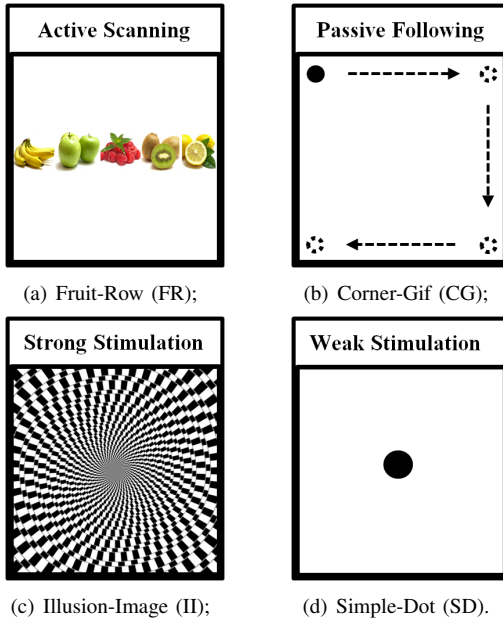 Active Scanning
Passive Following
(a) Fruit-Row (FR);
(b) Corner-Gif (CG);
Strong Stimulation
Weak Stimulation
(c) Illusion-Image (II);
(d) Simple-Dot (SD).